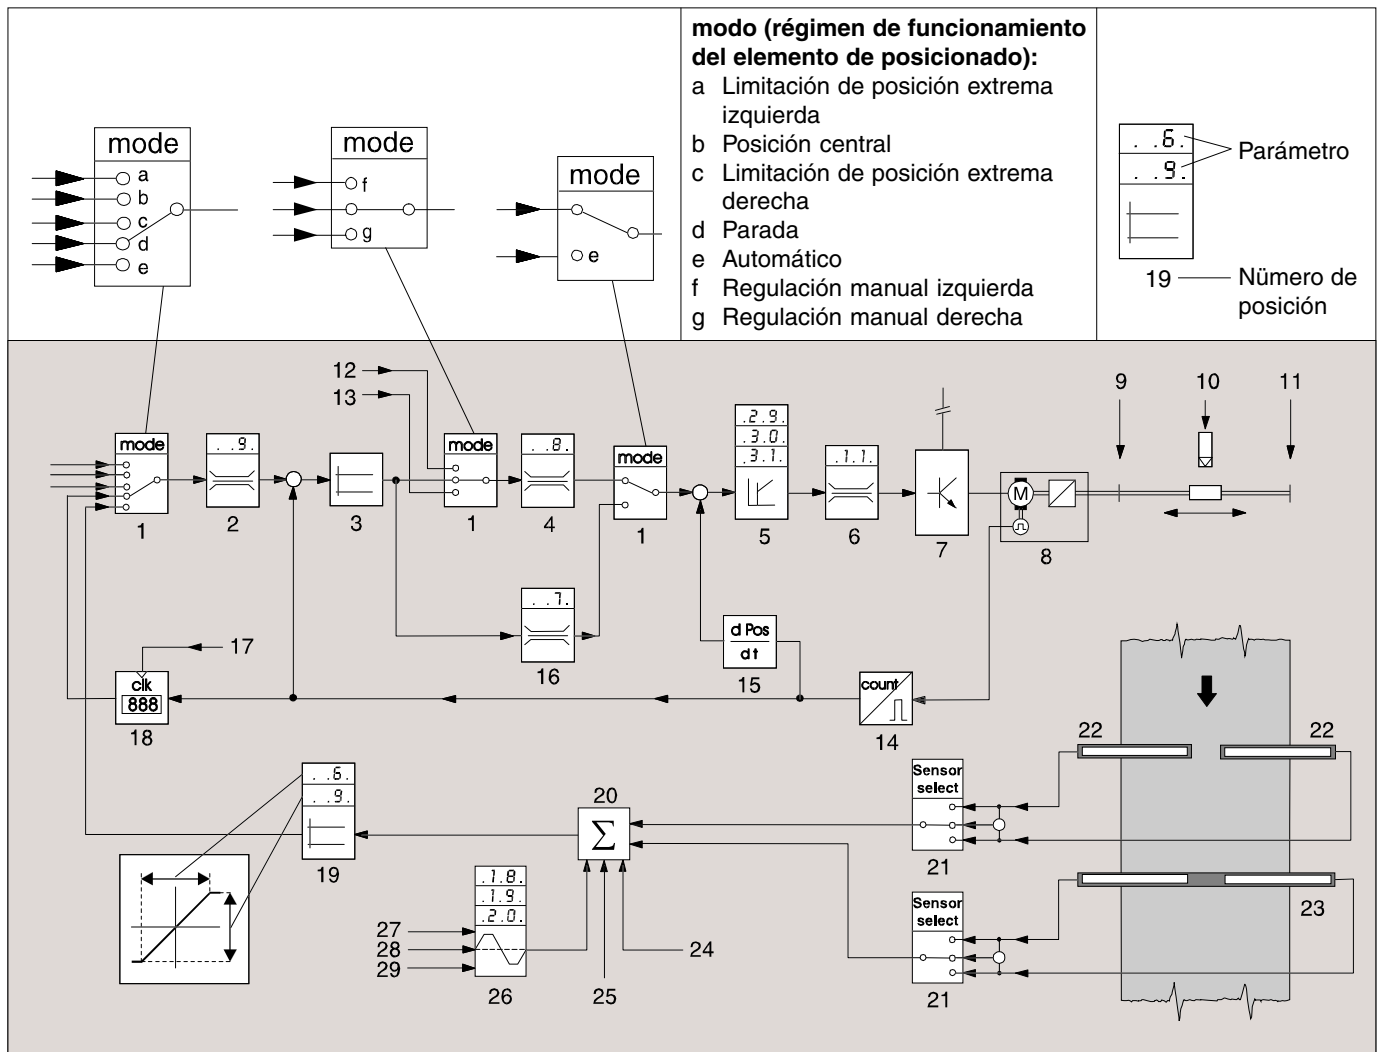 modo (régimen de funcionamiento
del elemento de posicionado):
a Limitación de posición extrema
izquierda
b Posición central
c Limitación de posición extrema
derecha
d Parada
e Automático
f Regulación manual izquierda
g Regulación manual derecha
mode
a
b
c
d
e
mode
f
g
mode
e
. .6.
. .9.
Parámetro
19
Nümero de
posición
12
13
9
10
11
mode
1
. .9.
2
3
mode
1
. .8.
4
mode
1
.2.9.
.3.0.
.3.1.
5
.1.1.
6
7
M
8
. .7.
16
d Pos
dt
15
17
clk
888
18
count
14
22
22
. .6.
. .9.
19
20
Σ
Sensor
select
21
23
.1.8.
.1.9.
.2.0.
26
27
28
29
24
25
Sensor
select
21